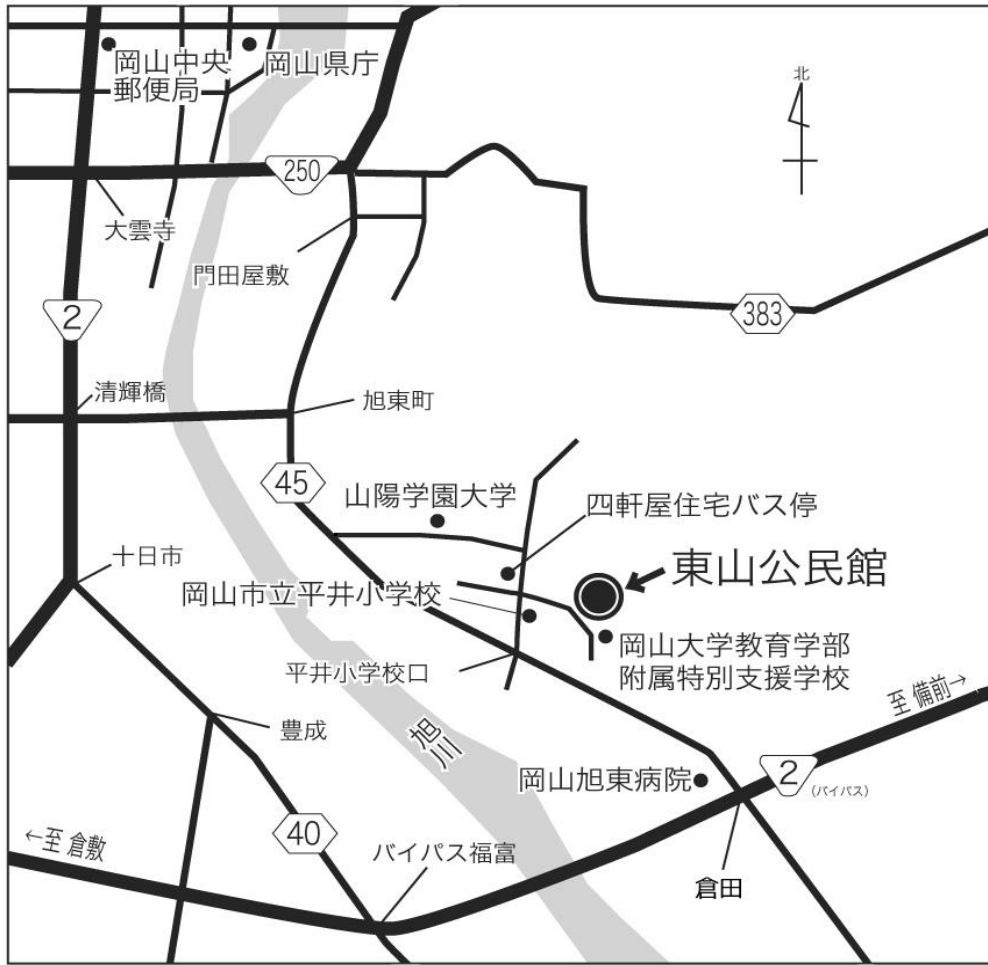 岡山中央
郵便局
岡山県庁
北
250
大雲寺
門田屋敷
2
383
清輝橋
旭東町
45
山陽学園大学
四軒屋住宅バス停
十日市
東山公民館
岡山市立平井小学校
岡山大学教育学部
附属特別支援学校
平井小学校口
至 備前→
豊成
旭川
岡山旭東病院
2
(バイパス)
40
←至 倉敷
バイパス福富
倉田